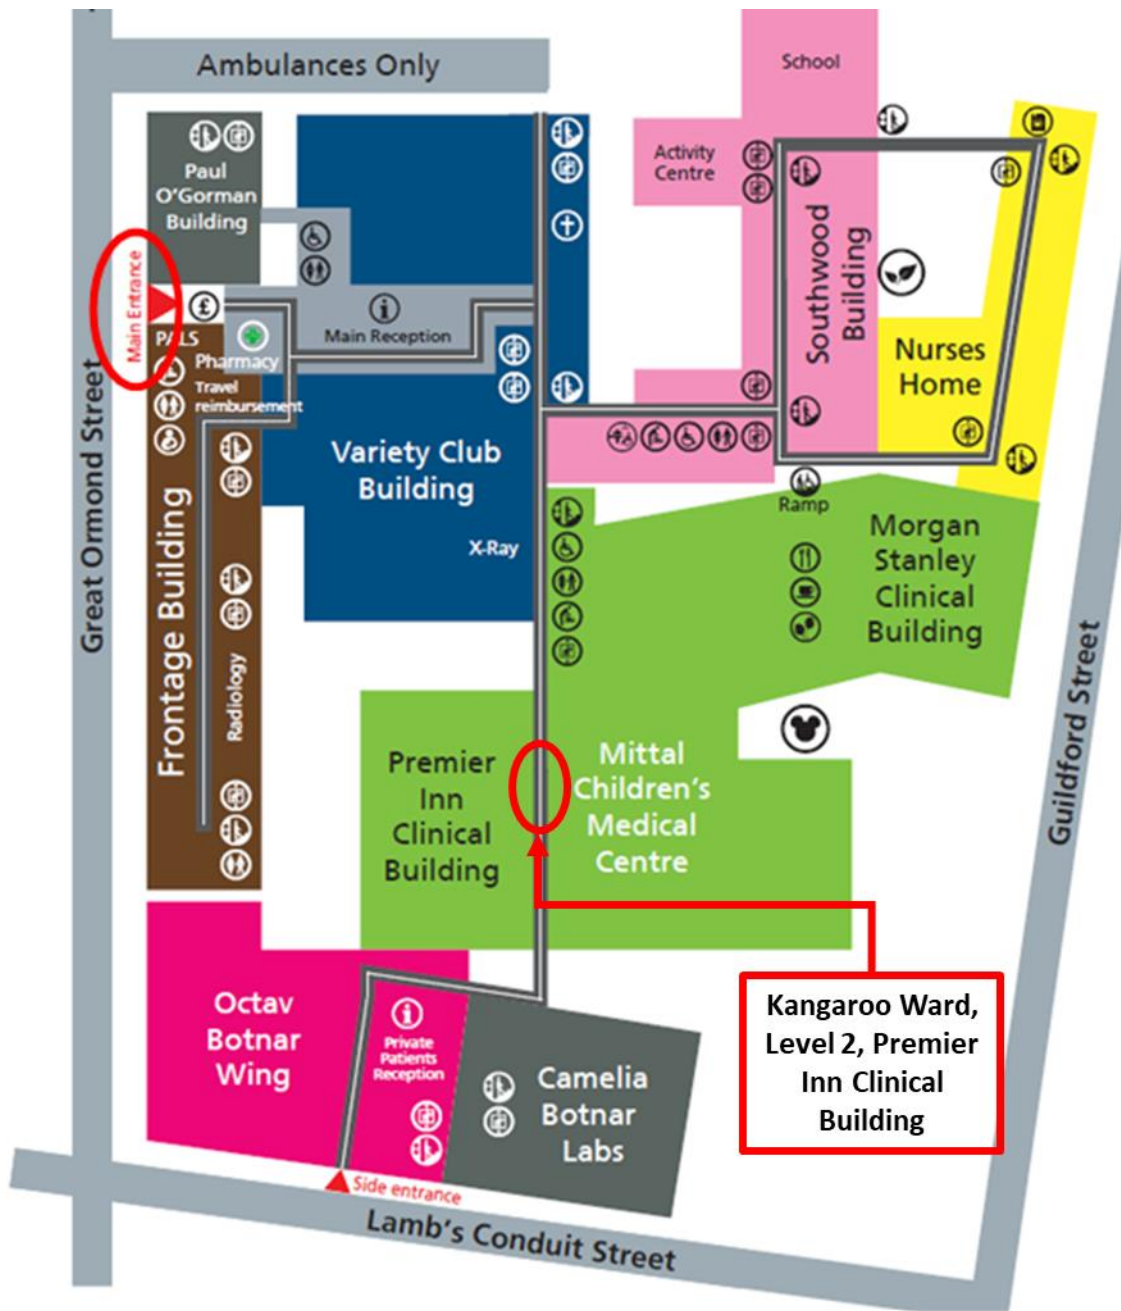 Ambulances Only
School
Paul
O'Gorman
Building
Activity
Centre
Main Entrance
£
i
Main Reception
PALS
Pharmacy
Travel
reimbursement
Southwood
Building
Nurses
Home
Great Ormond Street
Variety Club
Building
X-Ray
Ramp
Morgan
Stanley
Clinical
Building
Frontage Building
Radiology
Guildford Street
Premier
Inn
Clinical
Building
Mittal
Children's
Medical
Centre
Octav
Botnar
Wing
i
Private
Patients
Reception
Camelia
Botnar
Labs
Kangaroo Ward,
Level 2, Premier
Inn Clinical
Building
Side entrance
Lamb's Conduit Street